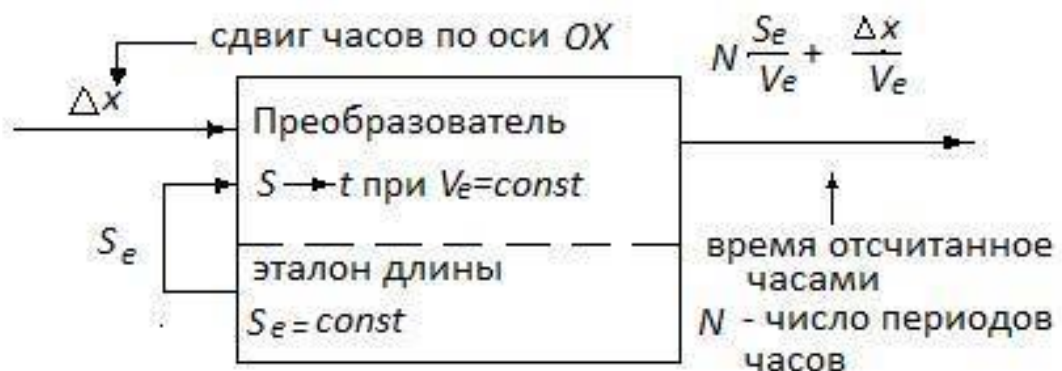 сдвиг часов по оси OX
Δx
N Se/Ve + Δx/Ve
Преобразователь
S → t при Ve=const
Se
эталон длины
Se = const
время отсчитанное
часами
N - число периодов
часов